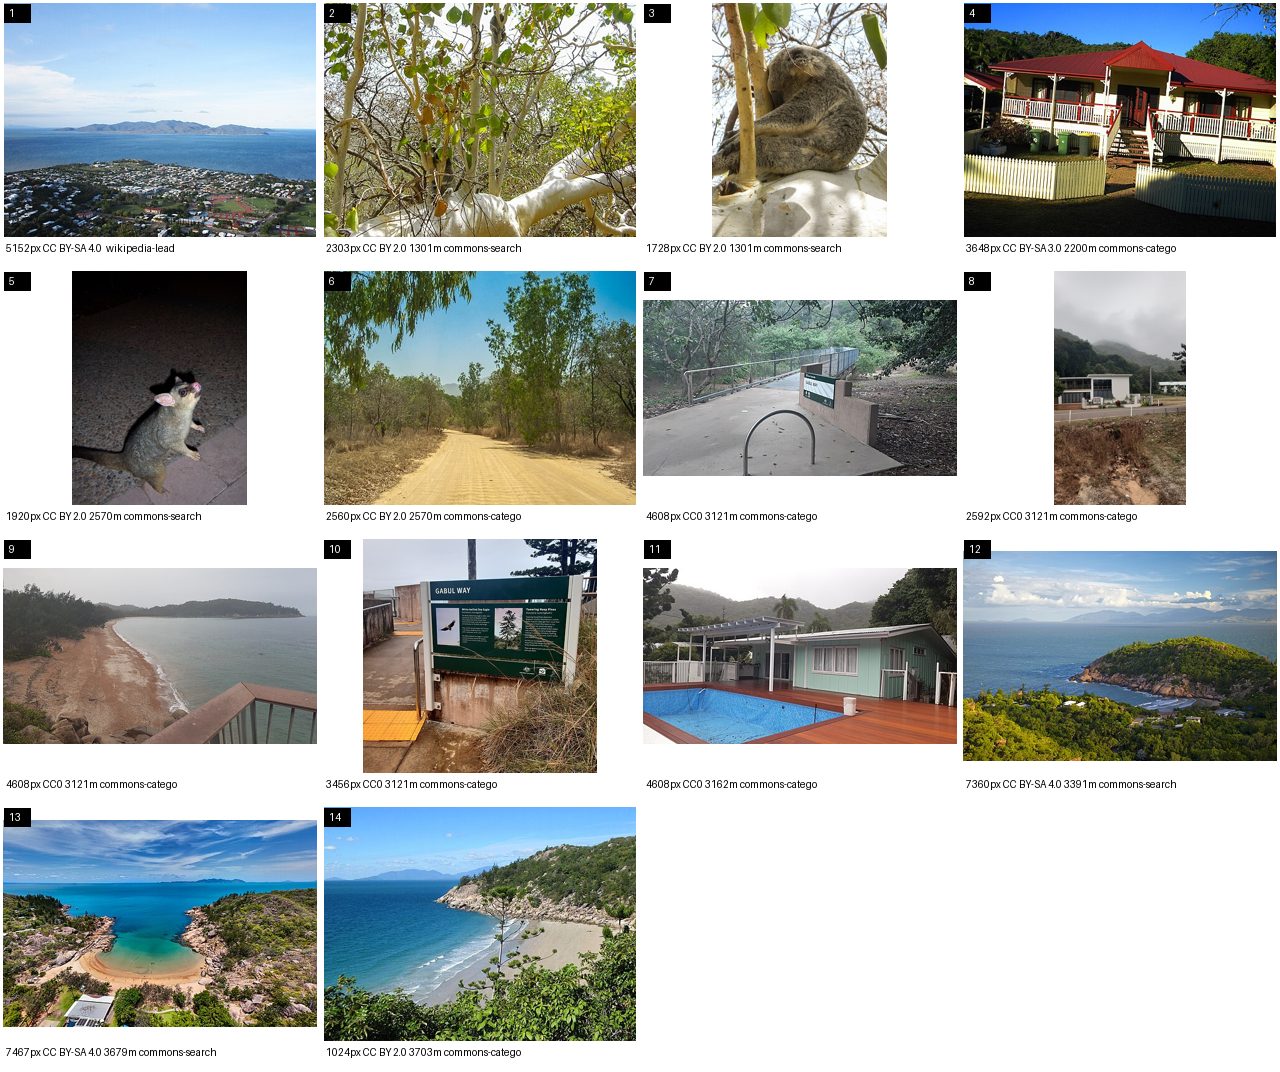 1
2
3
4
5152px CC BY-SA 4.0 wikipedia-lead
2303px CC BY 2.0 1301m commons-search
1728px CC BY 2.0 1301m commons-search
3648px CC BY-SA 3.0 2200m commons-catego
5
6
7
8
GABUL WAY
1920px CC BY 2.0 2570m commons-search
2560px CC BY 2.0 2570m commons-catego
4608px CC0 3121m commons-catego
2592px CC0 3121m commons-catego
9
10
11
12
GABUL WAY
4608px CC0 3121m commons-catego
3456px CC0 3121m commons-catego
4608px CC0 3162m commons-catego
7360px CC BY-SA 4.0 3391m commons-search
13
14
7467px CC BY-SA 4.0 3679m commons-search
1024px CC BY 2.0 3703m commons-catego